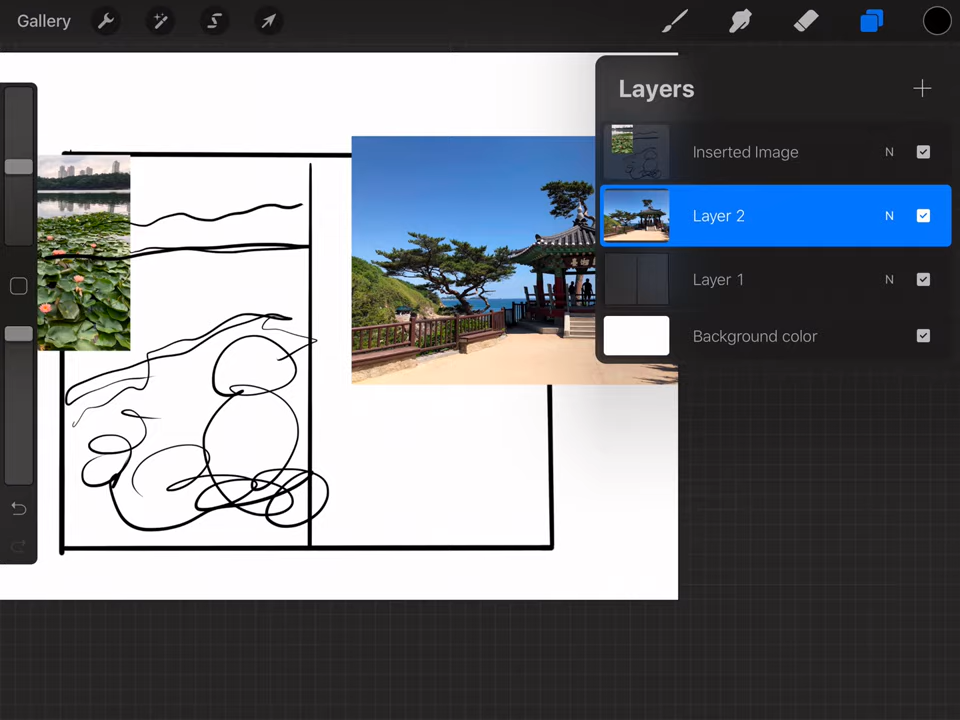 Gallery
Layers
Inserted Image N
Layer 2 N
Layer 1 N
Background color